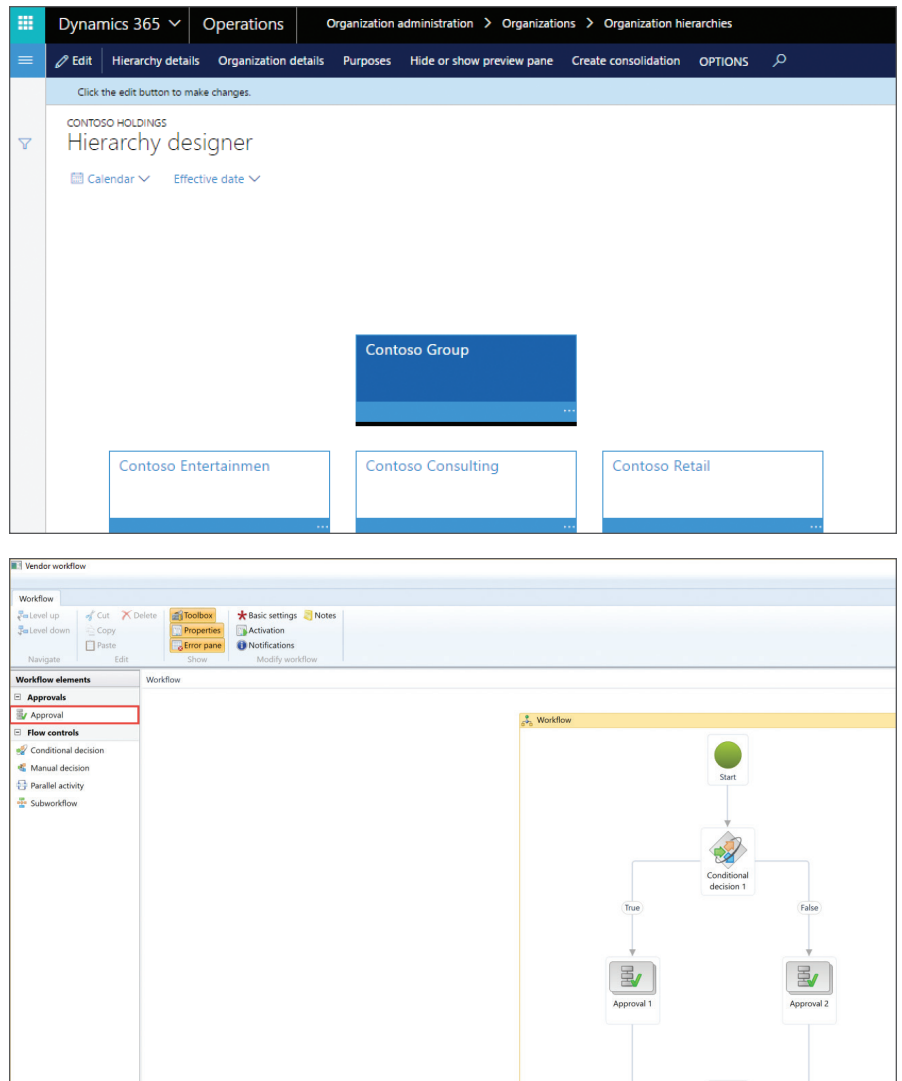 Dynamics 365 Operations Organization administration > Organizations > Organization hierarchies
Edit Hierarchy details Organization details Purposes Hide or show preview pane Create consolidation OPTIONS
Click the edit button to make changes.
CONTOSO HOLDINGS
Hierarchy designer
Calendar Effective date
Contoso Group
...
Contoso Entertainmen Contoso Consulting Contoso Retail
... ... ...
Vendor workflow
Workflow
Level up Cut Delete Toolbox Basic settings Notes
Level down Copy Properties Activation
Paste Error pane Notifications
Navigate Edit Show Modify workflow
Workflow elements Workflow
Approvals
Approval
Workflow
Flow controls
Conditional decision
Manual decision
Parallel activity
Start
Subworkflow
Conditional
decision 1
True False
Approval 1 Approval 2